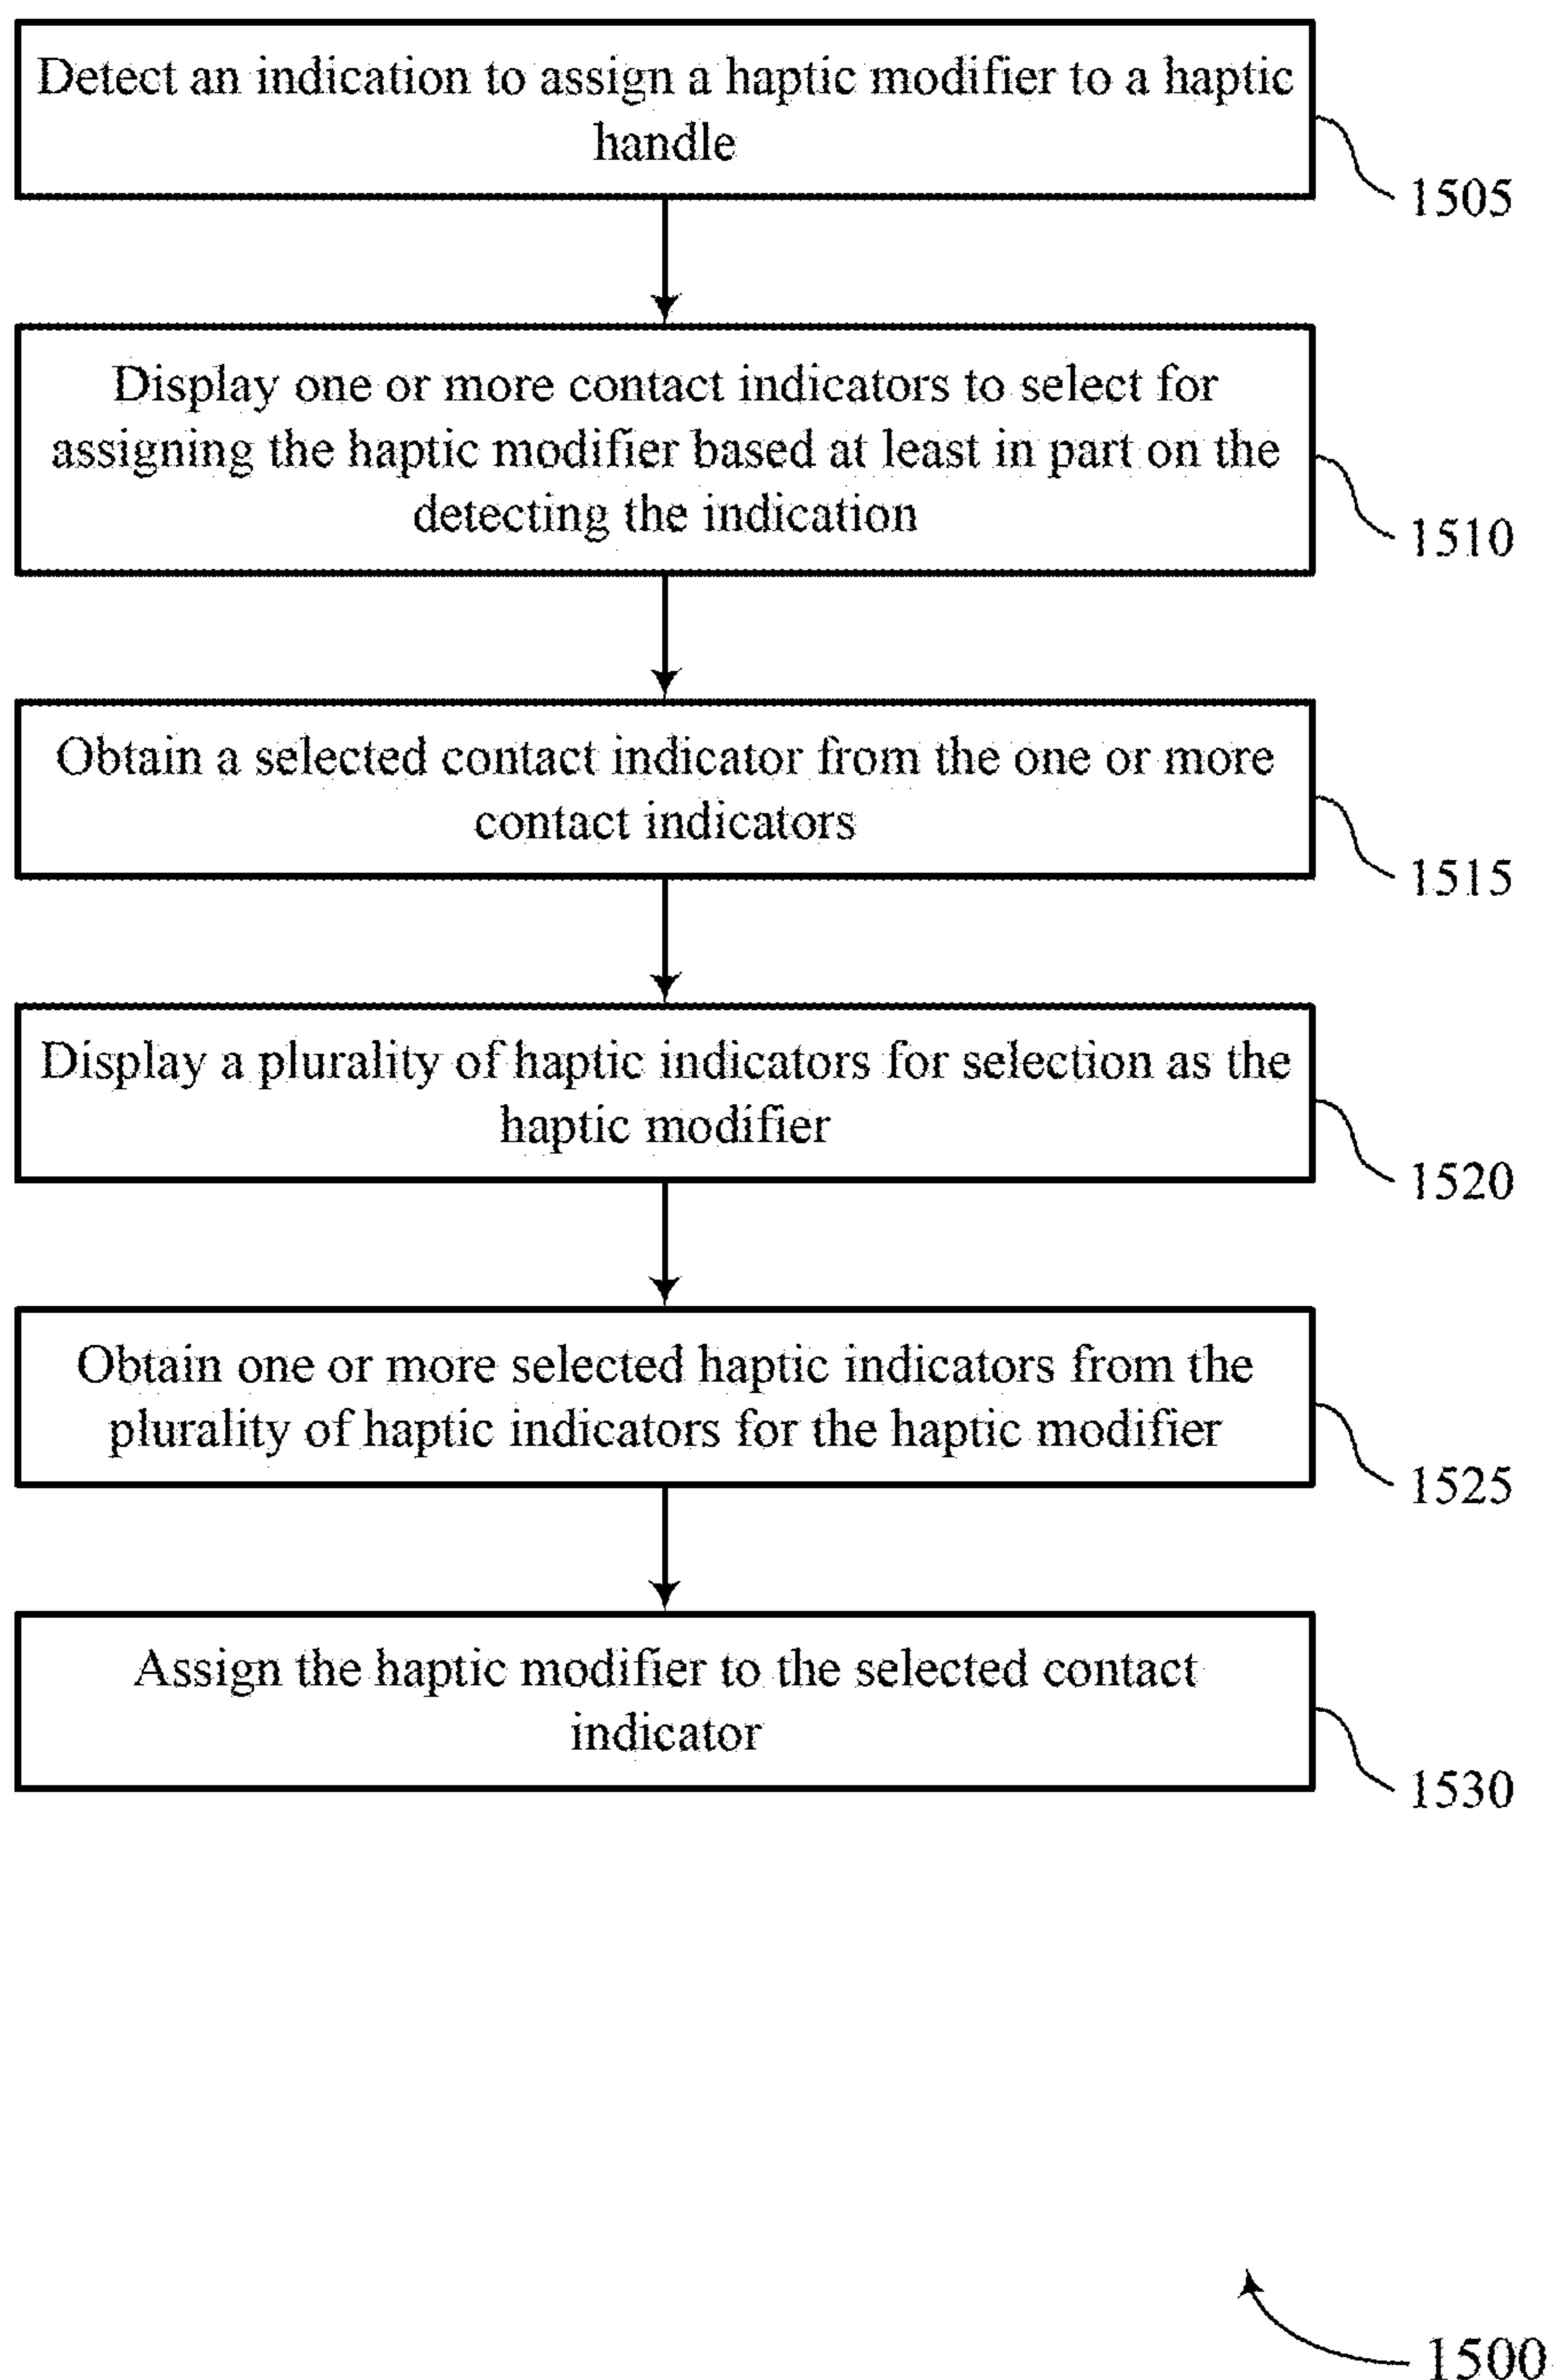 Detect an indication to assign a haptic modifier to a haptic
handle
1505
Display one or more contact indicators to select for
assigning the haptic modifier based at least in part on the
detecting the indication
1510
Obtain a selected contact indicator from the one or more
contact indicators
1515
Display a plurality of haptic indicators for selection as the
haptic modifier
1520
Obtain one or more selected haptic indicators from the
plurality of haptic indicators for the haptic modifier
1525
Assign the haptic modifier to the selected contact
indicator
1530
1500